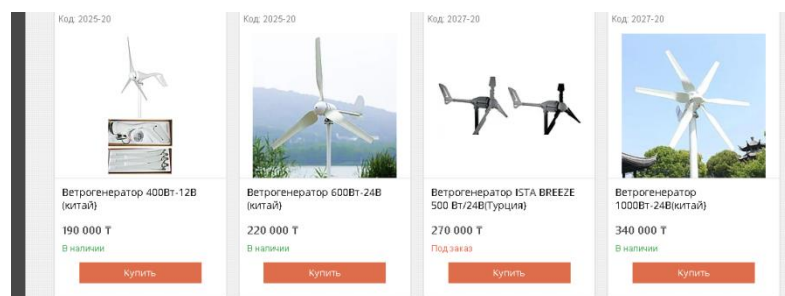 Код: 2025-20
Код: 2025-20
Код: 2027-20
Код: 2027-20
Ветрогенератор 400Вт-12В
(китай)
190 000 ₸
В наличии
Купить
Ветрогенератор 600Вт-24В
(китай)
220 000 ₸
В наличии
Купить
Ветрогенератор ISTA BREEZE
500 Вт/24В(Турция)
270 000 ₸
Под заказ
Купить
Ветрогенератор
1000Вт-24В(китай)
340 000 ₸
В наличии
Купить